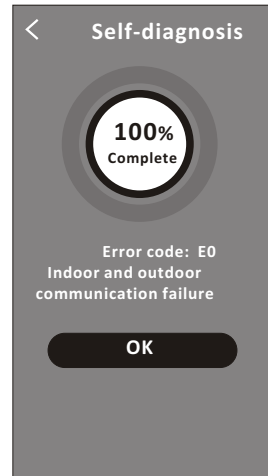 Self-diagnosis
100%
Complete
Error code: E0
Indoor and outdoor
communication failure
OK